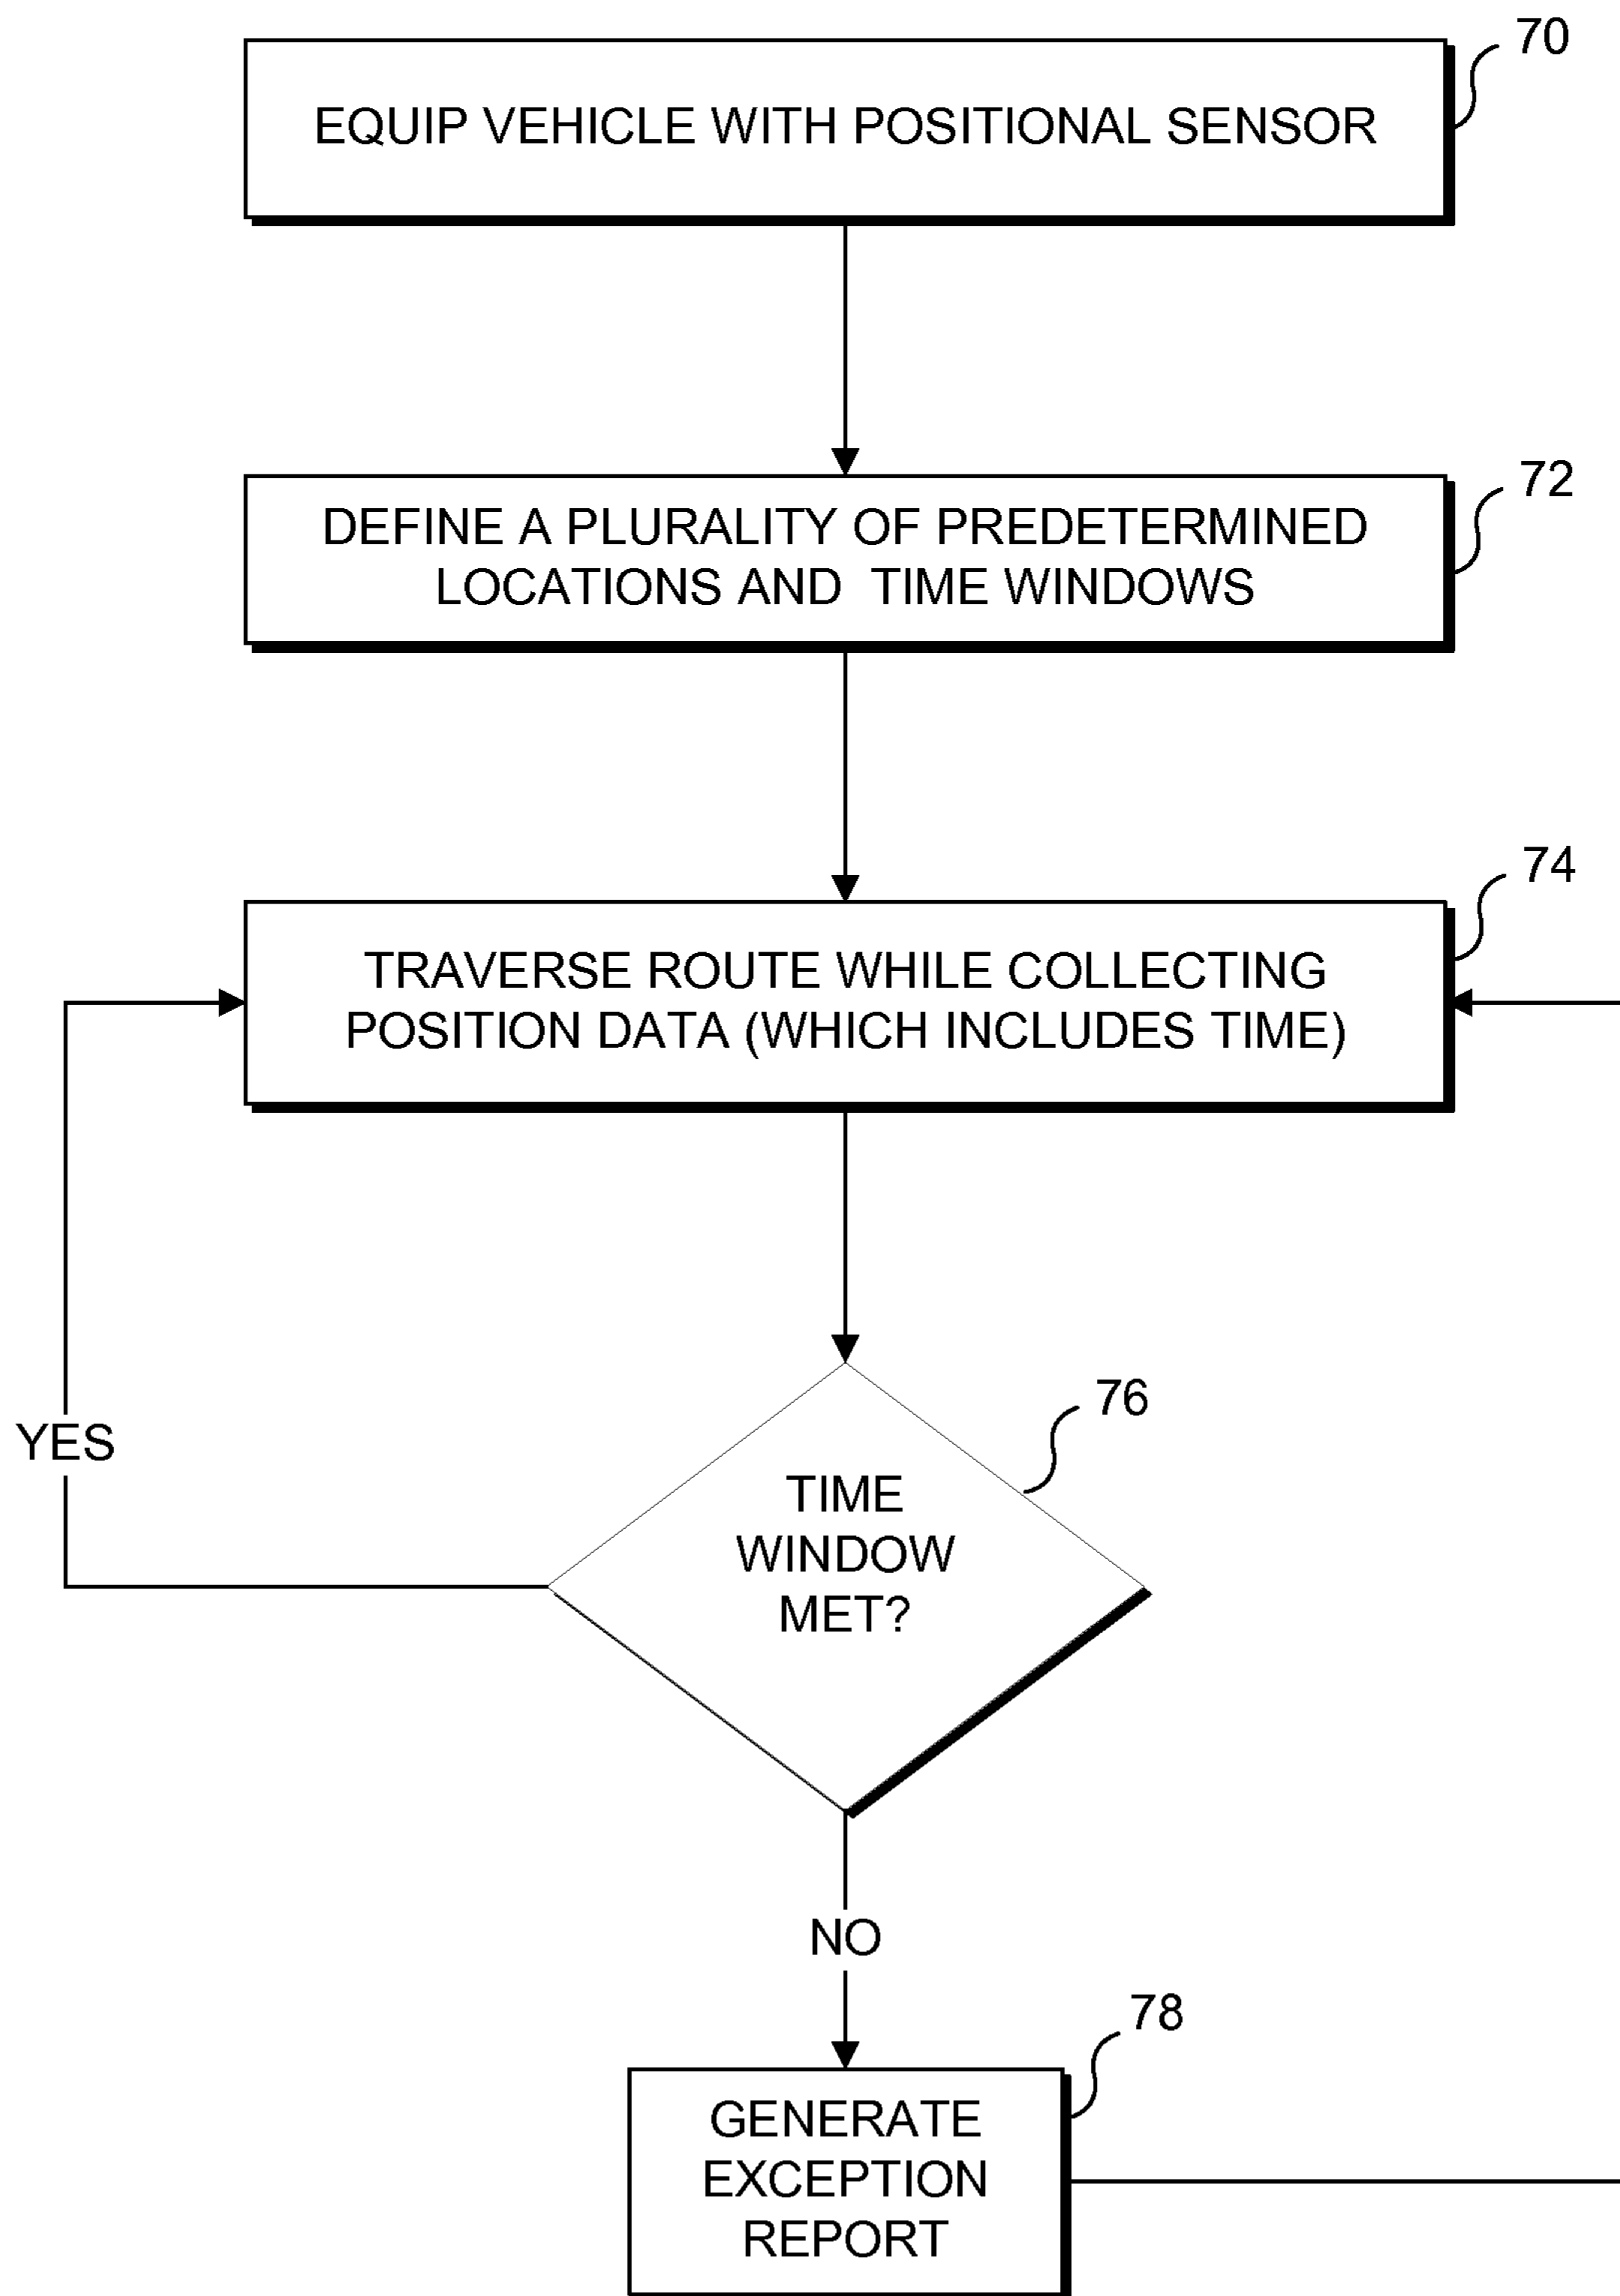 70
EQUIP VEHICLE WITH POSITIONAL SENSOR
72
DEFINE A PLURALITY OF PREDETERMINED
LOCATIONS AND TIME WINDOWS
74
TRAVERSE ROUTE WHILE COLLECTING
POSITION DATA (WHICH INCLUDES TIME)
76
YES
TIME
WINDOW
MET?
NO
78
GENERATE
EXCEPTION
REPORT